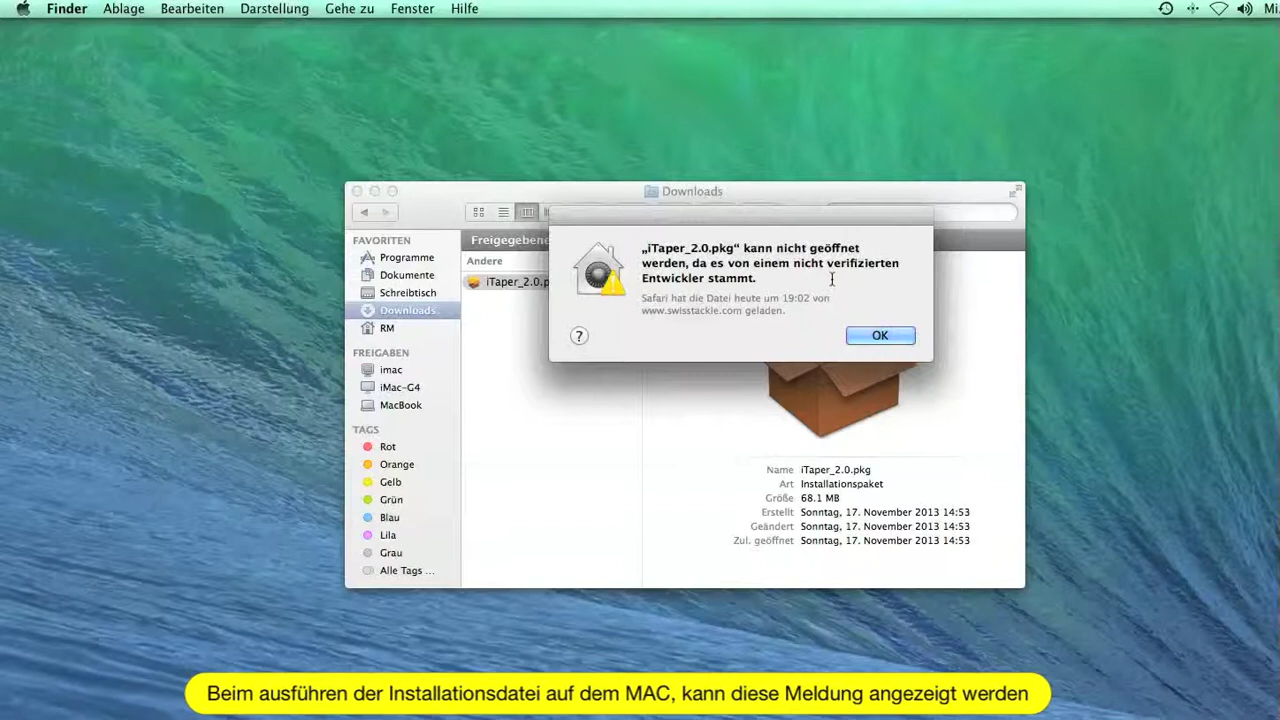 Finder Ablage Bearbeiten Darstellung Gehe zu Fenster Hilfe
Downloads
FAVORITEN
Programme
Dokumente
Schreibtisch
Downloads
RM
FREIGABEN
imac
iMac-G4
MacBook
TAGS
Rot
Orange
Gelb
Grün
Blau
Lila
Grau
Alle Tags ...
Andere
„iTaper_2.0.pkg“ kann nicht geöffnet
werden, da es von einem nicht verifizierten
Entwickler stammt.
Safari hat die Datei heute um 19:02 von
www.swisstackle.com geladen.
?
OK
Name iTaper_2.0.pkg
Art Installationspaket
Größe 68.1 MB
Erstellt Sonntag, 17. November 2013 14:53
Geändert Sonntag, 17. November 2013 14:53
Zul. geöffnet Sonntag, 17. November 2013 14:53
Beim ausführen der Installationsdatei auf dem MAC, kann diese Meldung angezeigt werden